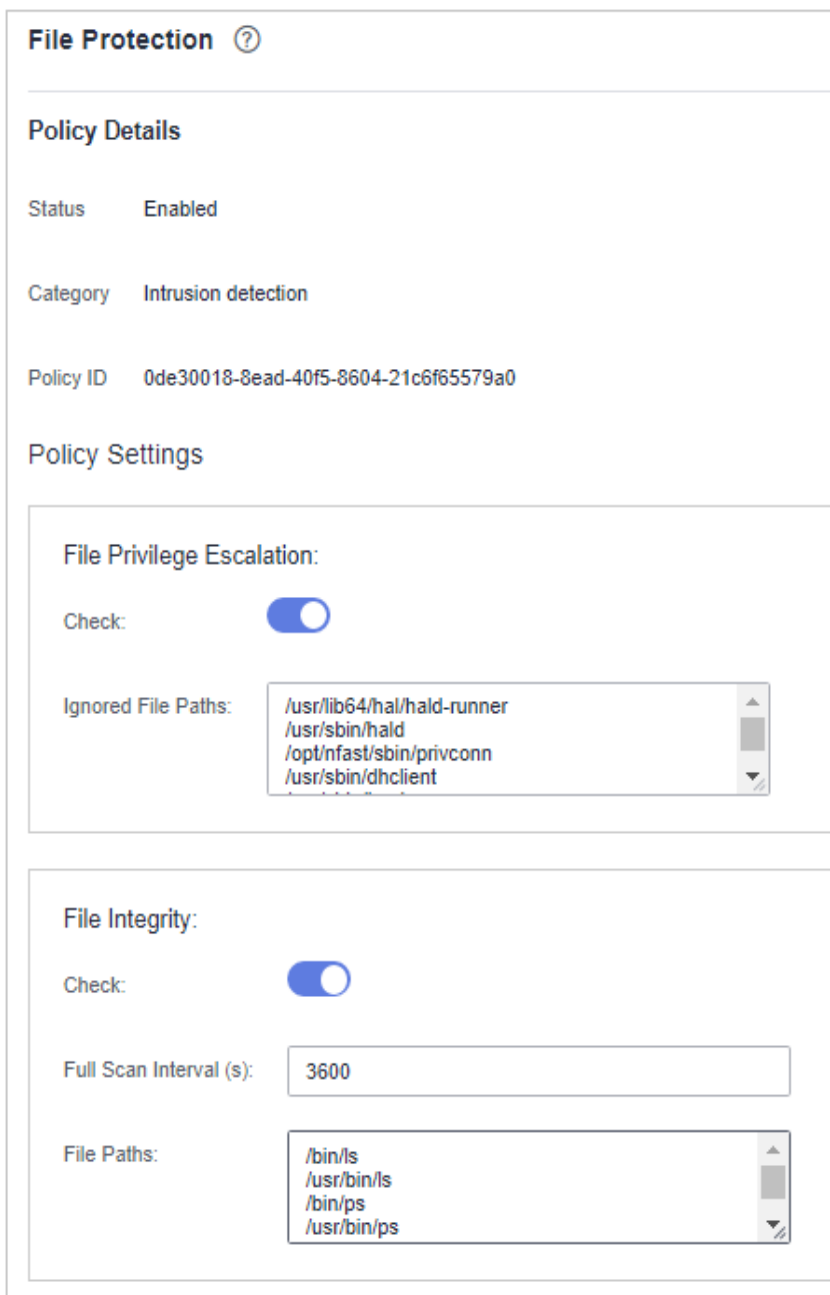 File Protection ?
Policy Details
Status Enabled
Category Intrusion detection
Policy ID 0de30018-8ead-40f5-8604-21c6f65579a0
Policy Settings
File Privilege Escalation:
Check:
Ignored File Paths: /usr/lib64/hal/hald-runner
/usr/sbin/hald
/opt/nfast/sbin/privconn
/usr/sbin/dhclient
File Integrity:
Check:
Full Scan Interval (s): 3600
File Paths: /bin/ls
/usr/bin/ls
/bin/ps
/usr/bin/ps